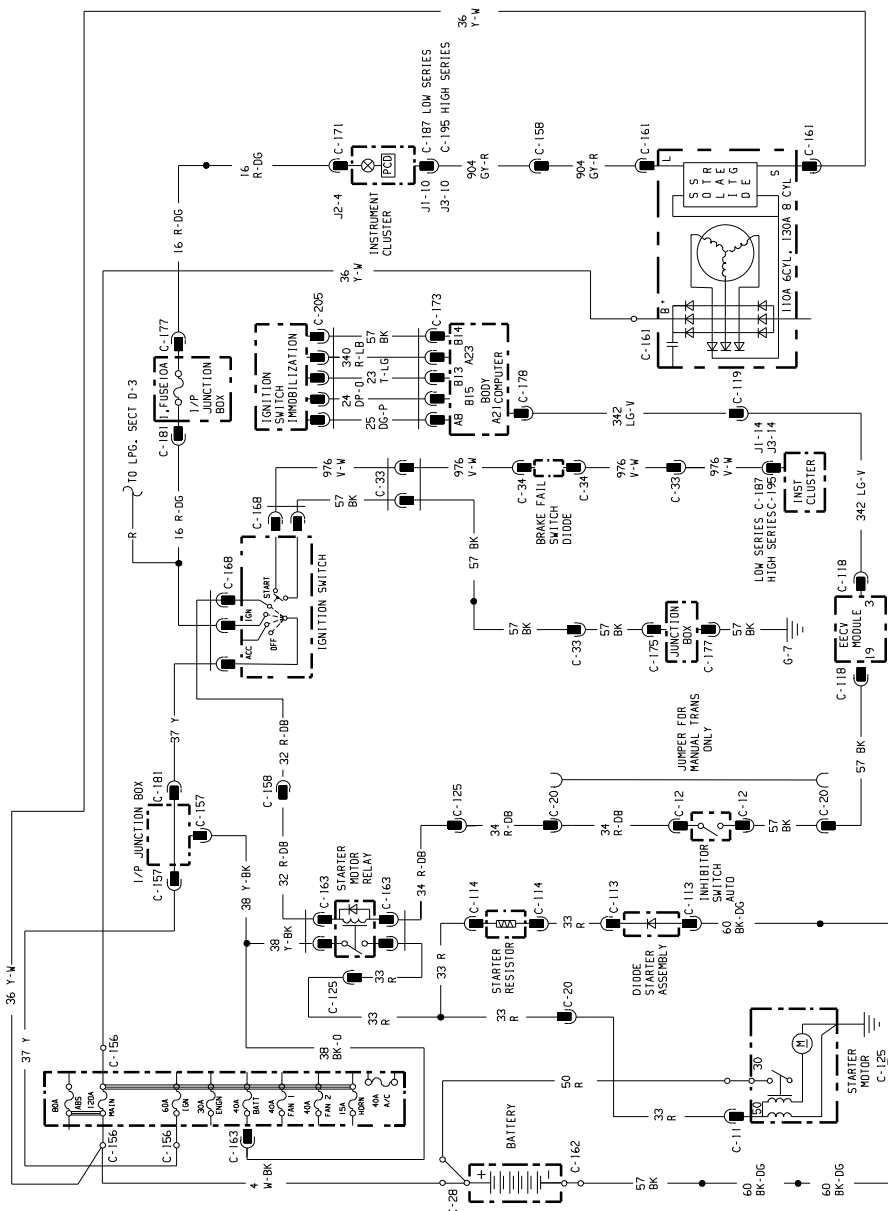 36
Y-W
C-187 LOW SERIES
C-195 HIGH SERIES
C-171
J2-4
16
R-DG
PCD
INSTRUMENT
CLUSTER
J1-10
J3-10
904
GY-R
C-158
904
GY-R
C-161
L
SOLID
STATE
RTG
S
C-161
110A 6CYL, 130A 8 CYL
B+
C-161
16 R-DG
36
Y-W
C-177
1.FUSE10A
I/P
JUNCTION
BOX
C-181
TO LPG. SECT D-3
R
16 R-DG
C-205
IGNITION
SWITCH
IMMOBILIZATION
57
BK
340
R-LB
23
T-LG
24
DP-O
25
DG-P
C-173
B14
A23
B13
B15
A8
BODY
COMPUTER
A21
C-178
342
LG-V
C-119
C-168
976
V-W
57
BK
C-33
976
V-W
C-34
BRAKE FAIL
SWITCH
DIODE
C-34
976
V-W
C-33
976
V-W
J1-14
J3-14
LOW SERIES C-187
HIGH SERIES C-195
INST
CLUSTER
342 LG-V
C-168
START
IGN
ACC
OFF
IGNITION SWITCH
57 BK
57
BK
C-33
57
BK
C-175
JUNCTION
BOX
C-177
57
BK
G-7
C-118
3
EECV
MODULE
19
C-118
37 Y
32 R-DB
JUMPER FOR
MANUAL TRANS
ONLY
57 BK
I/P JUNCTION BOX
C-181
C-157
C-157
C-158
32 R-DB
C-125
34
R-DB
C-20
34
R-DB
C-12
INHIBITOR
SWITCH
AUTO
C-12
57
BK
C-20
38 Y-BK
STARTER
MOTOR
RELAY
C-163
C-163
34 R-DB
38
Y-BK
C-125
33
R
33 R
C-114
STARTER
RESISTOR
C-114
33
R
C-113
DIODE
STARTER
ASSEMBLY
C-113
60
BK-DG
33
R
C-20
36 Y-W
37 Y
C-156
38
BK-O
80A
ABS
120A
MAIN
60A
IGN
30A
ENGN
40A
BATT
40A
FAN 1
40A
FAN 2
15A
HORN
40A
A/C
C-156
C-156
C-163
50
R
33
R
C-11
30
50
M
STARTER
MOTOR
C-125
4
W-BK
C-28
BATTERY
+
-
C-162
57
BK
60
BK-DG
60
BK-DG